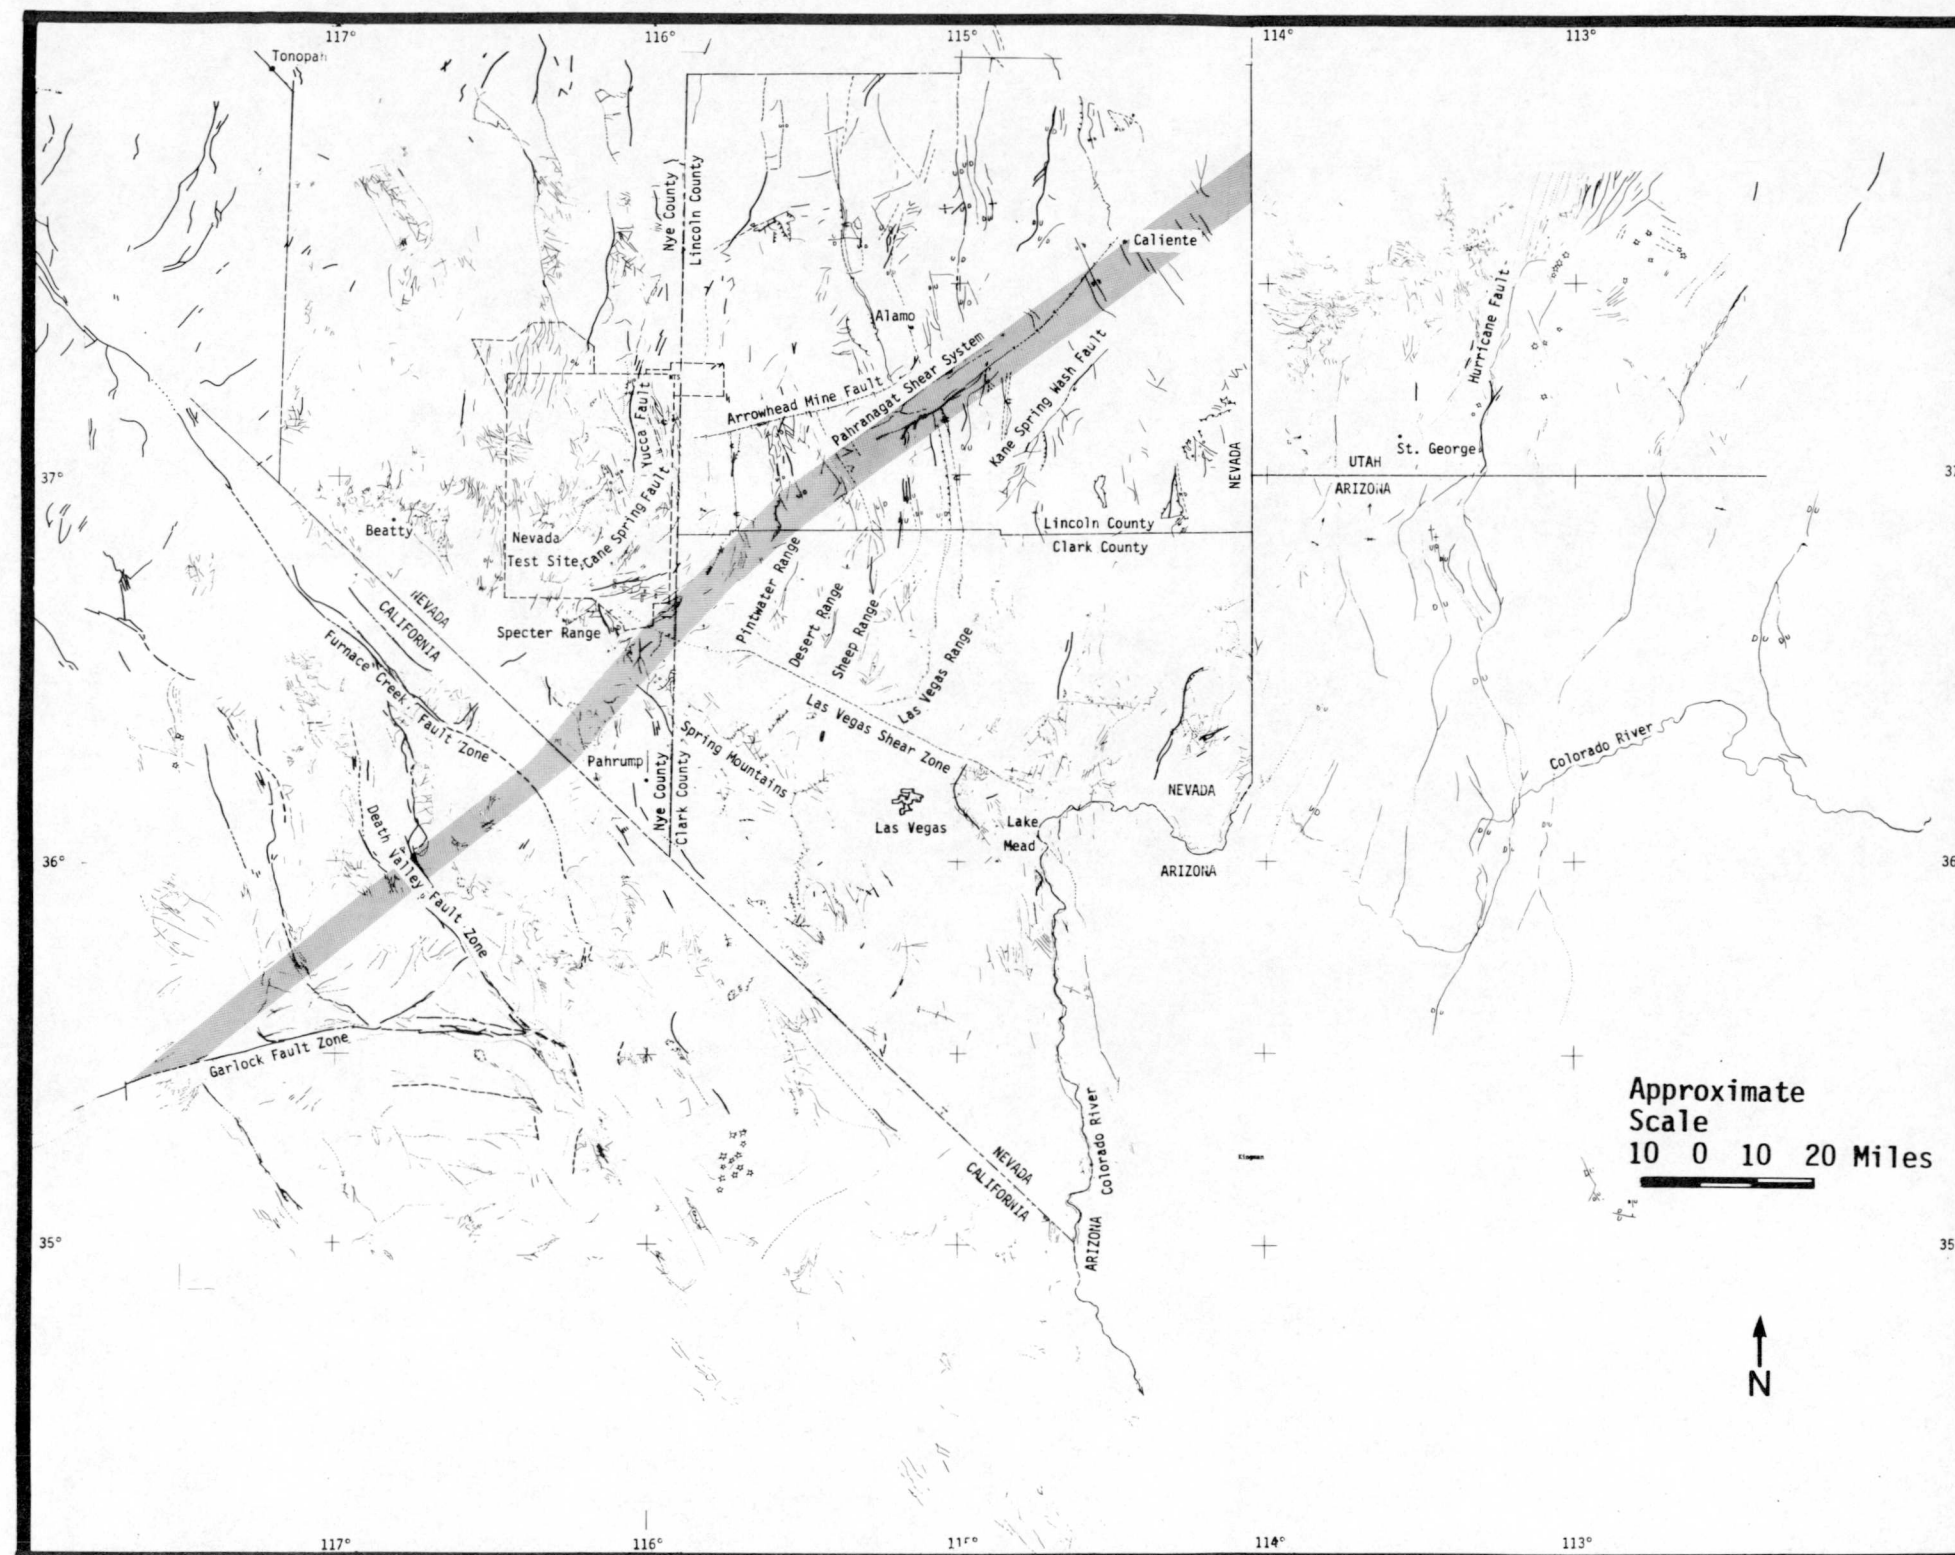 117°
116°
115°
114°
113°
Tonopah
Nye County
Lincoln County
Caliente
Alamo
Hurricane Fault
Arrowhead Mine Fault
Pahranagat Shear System
Kane Spring Wash Fault
Yucca Fault
Cane Spring Fault
37°
St. George
UTAH
ARIZONA
NEVADA
Beatty
Nevada
Test Site
Lincoln County
Clark County
NEVADA
CALIFORNIA
Specter Range
Pintwater Range
Desert Range
Sheep Range
Las Vegas Range
Furnace Creek Fault Zone
Las Vegas Shear Zone
Spring Mountains
Pahrump
Nye County
Clark County
Colorado River
NEVADA
Las Vegas
Lake
Mead
ARIZONA
Death Valley Fault Zone
36°
36
Garlock Fault Zone
Approximate
Scale
10 0 10 20 Miles
Colorado River
Kingman
NEVADA
CALIFORNIA
ARIZONA
35°
35
N
117°
116°
114°
113°